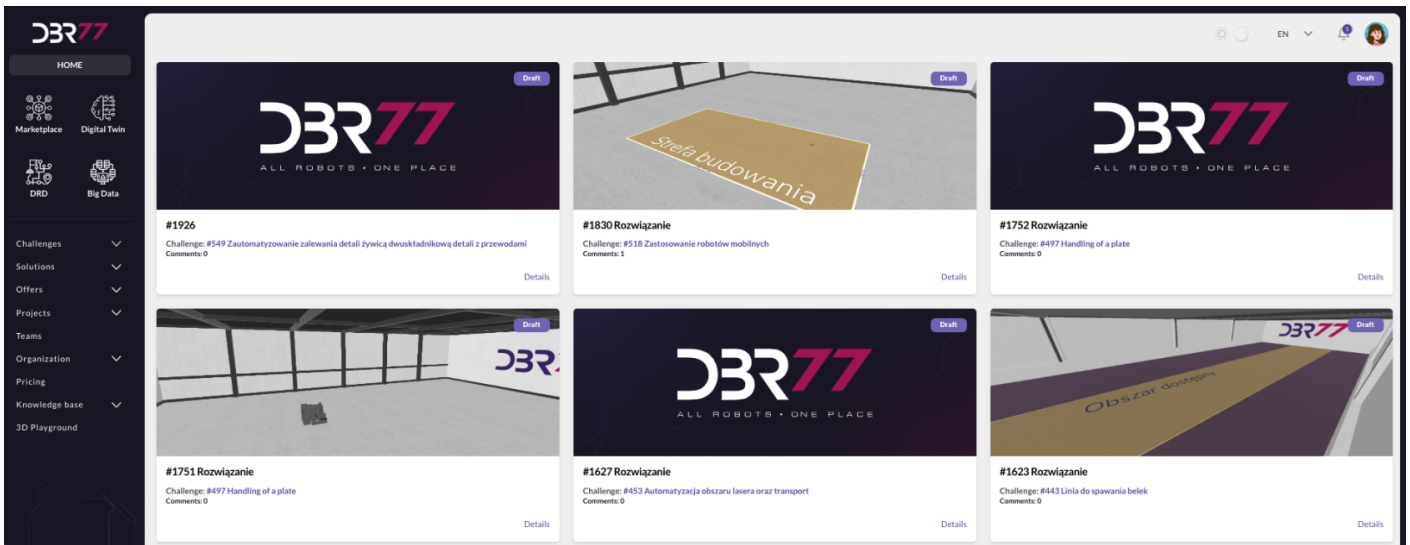 DBR77
HOME
Marketplace
Digital Twin
DRD
Big Data
Challenges
Solutions
Offers
Projects
Teams
Organization
Pricing
Knowledge base
3D Playground
EN
1
Draft
DBR77
ALL ROBOTS • ONE PLACE
#1926
Challenge: #549 Zautomatyzowanie zalewania detali żywicą dwuskładnikową detali z przewodami
Comments: 0
Details
Draft
Strefa budowania
#1830 Rozwiązanie
Challenge: #518 Zastosowanie robotów mobilnych
Comments: 1
Details
Draft
DBR77
ALL ROBOTS • ONE PLACE
#1752 Rozwiązanie
Challenge: #497 Handling of a plate
Comments: 0
Details
Draft
DBR7
#1751 Rozwiązanie
Challenge: #497 Handling of a plate
Comments: 0
Details
Draft
DBR77
ALL ROBOTS • ONE PLACE
#1627 Rozwiązanie
Challenge: #453 Automatyzacja obszaru lasera oraz transport
Comments: 0
Details
Draft
DBR77
Obszar dostępny
#1623 Rozwiązanie
Challenge: #443 Linia do spawania belek
Comments: 0
Details